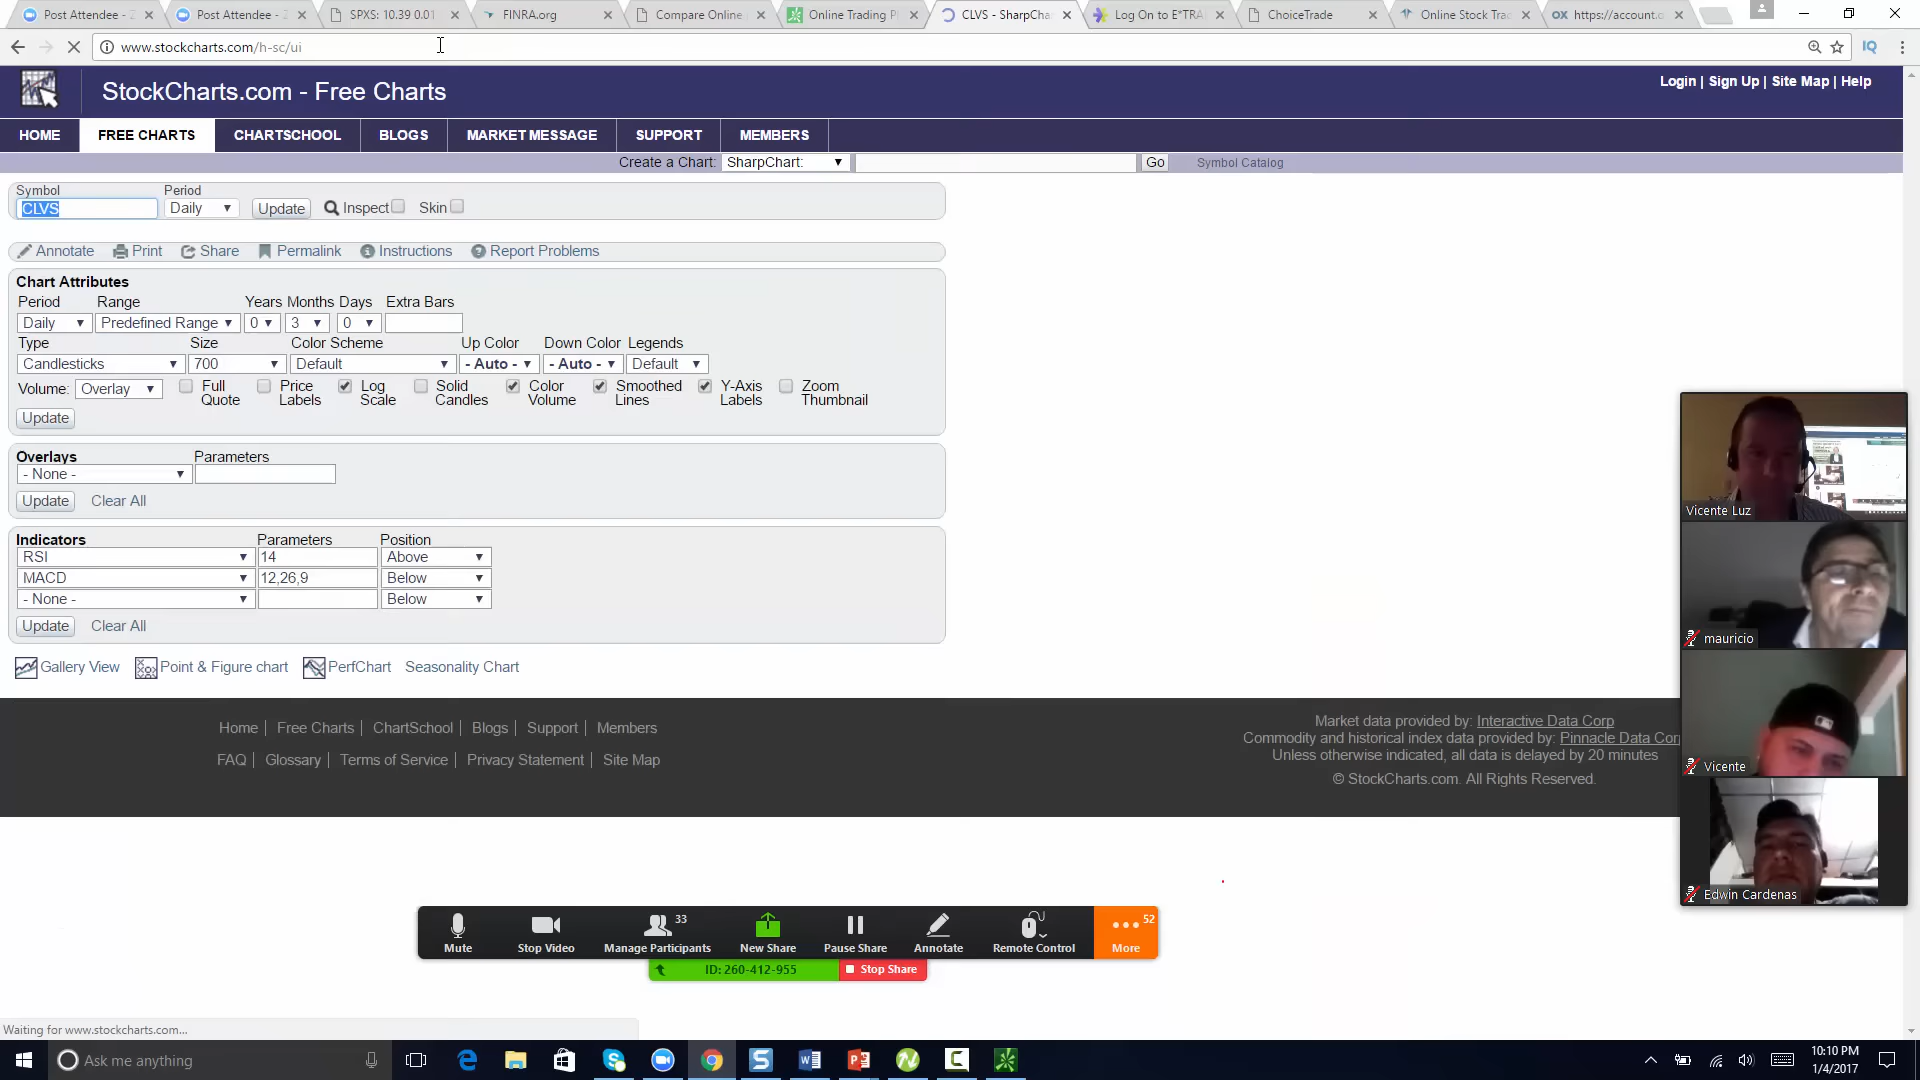 Post Attendee - Z
Post Attendee - Z
SPXS: 10.39 0.01
FINRA.org
Compare Online
Online Trading Pl
CLVS - SharpCha
Log On to E*TRA
ChoiceTrade
Online Stock Trad
OX https://account.o
www.stockcharts.com/h-sc/ui
IQ
StockCharts.com - Free Charts
Login | Sign Up | Site Map | Help
HOME FREE CHARTS CHARTSCHOOL BLOGS MARKET MESSAGE SUPPORT MEMBERS
Create a Chart: SharpChart: Go Symbol Catalog
Symbol Period
CLVS Daily Update Inspect Skin
Annotate Print Share Permalink Instructions Report Problems
Chart Attributes
Period Range Years Months Days Extra Bars
Daily Predefined Range 0 3 0
Type Size Color Scheme Up Color Down Color Legends
Candlesticks 700 Default - Auto - - Auto - Default
Volume: Overlay Full Quote Price Labels Log Scale Solid Candles Color Volume Smoothed Lines Y-Axis Labels Zoom Thumbnail
Update
Overlays Parameters
- None -
Update Clear All
Indicators Parameters Position
RSI 14 Above
MACD 12,26,9 Below
- None - Below
Update Clear All
Gallery View Point & Figure chart PerfChart Seasonality Chart
Home | Free Charts | ChartSchool | Blogs | Support | Members
FAQ | Glossary | Terms of Service | Privacy Statement | Site Map
Market data provided by: Interactive Data Corp
Commodity and historical index data provided by: Pinnacle Data Corp
Unless otherwise indicated, all data is delayed by 20 minutes
© StockCharts.com. All Rights Reserved.
Vicente Luz
mauricio
Vicente
Edwin Cardenas
33
52
Mute Stop Video Manage Participants New Share Pause Share Annotate Remote Control More
ID: 260-412-955 Stop Share
Waiting for www.stockcharts.com...
Ask me anything
10:10 PM
1/4/2017